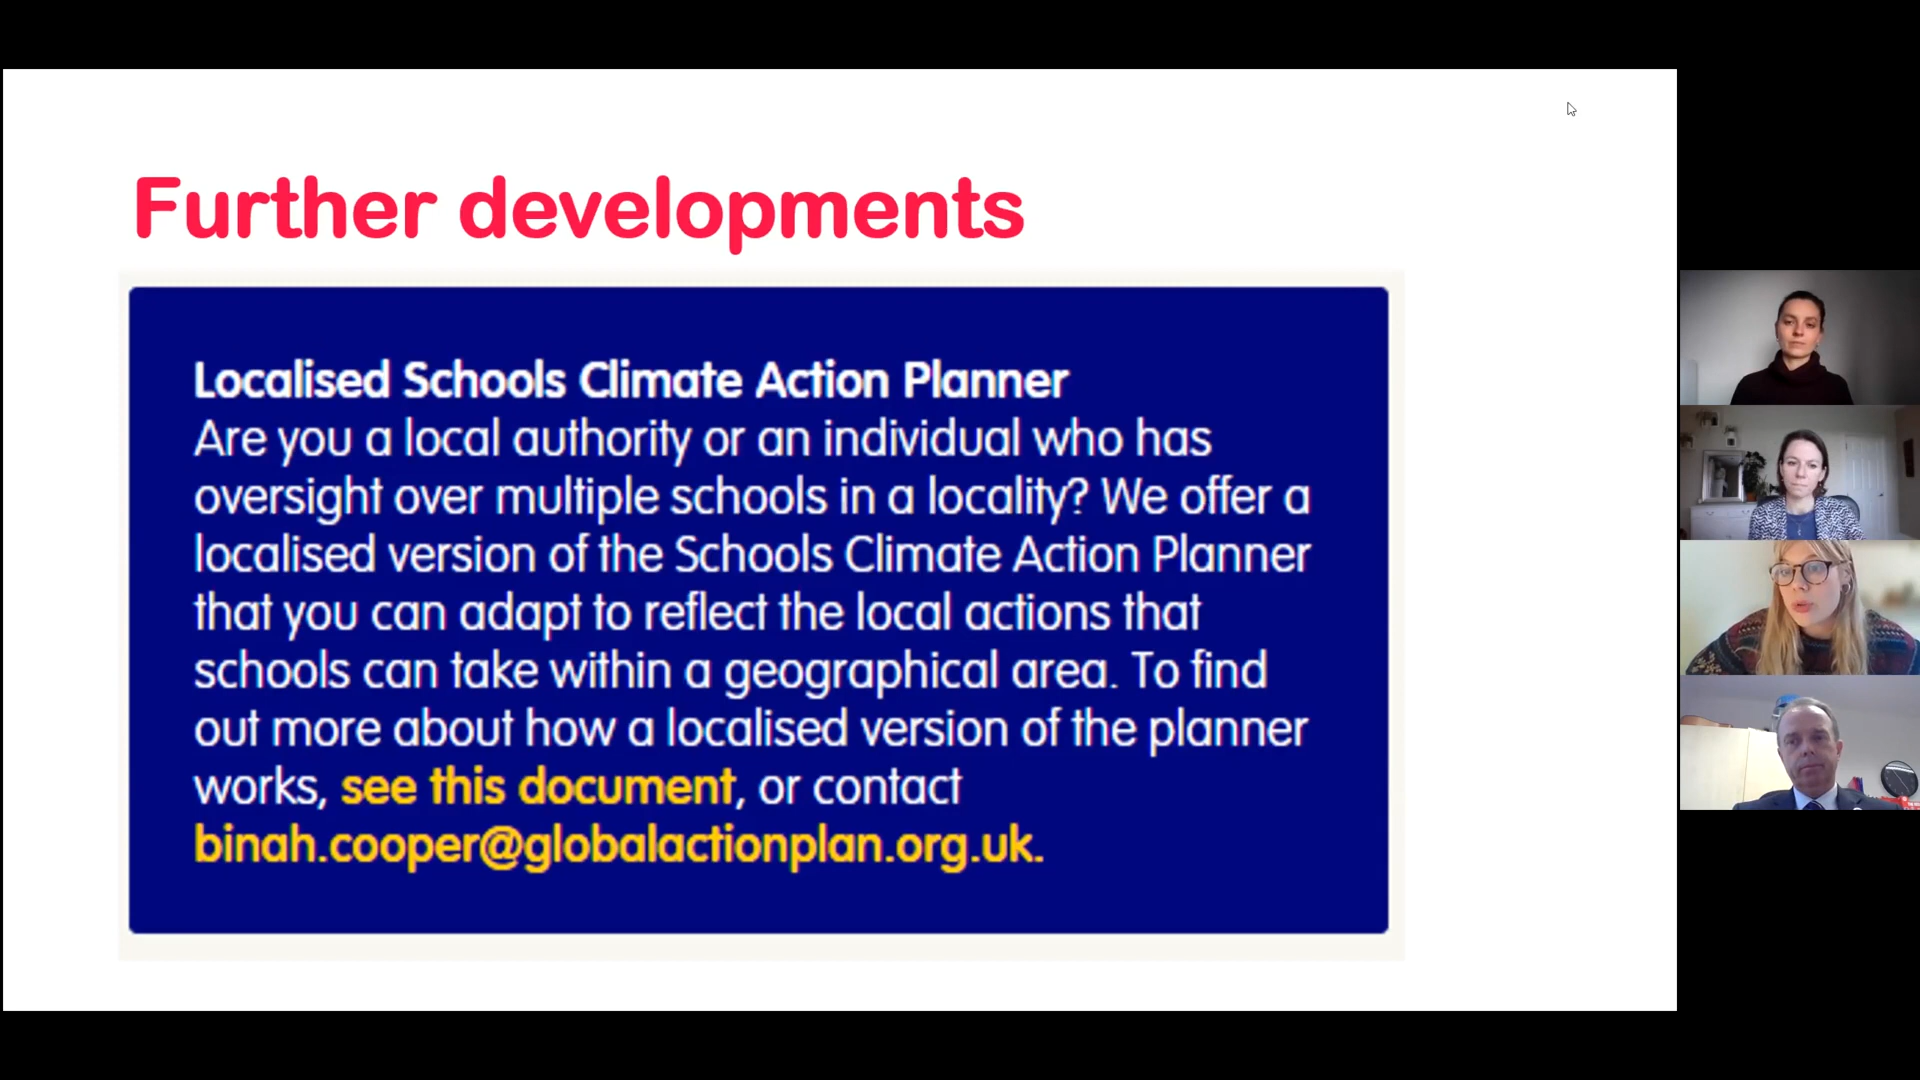 Further developments
Localised Schools Climate Action Planner
Are you a local authority or an individual who has
oversight over multiple schools in a locality? We offer a
localised version of the Schools Climate Action Planner
that you can adapt to reflect the local actions that
schools can take within a geographical area. To find
out more about how a localised version of the planner
works, see this document, or contact
binah.cooper@globalactionplan.org.uk.